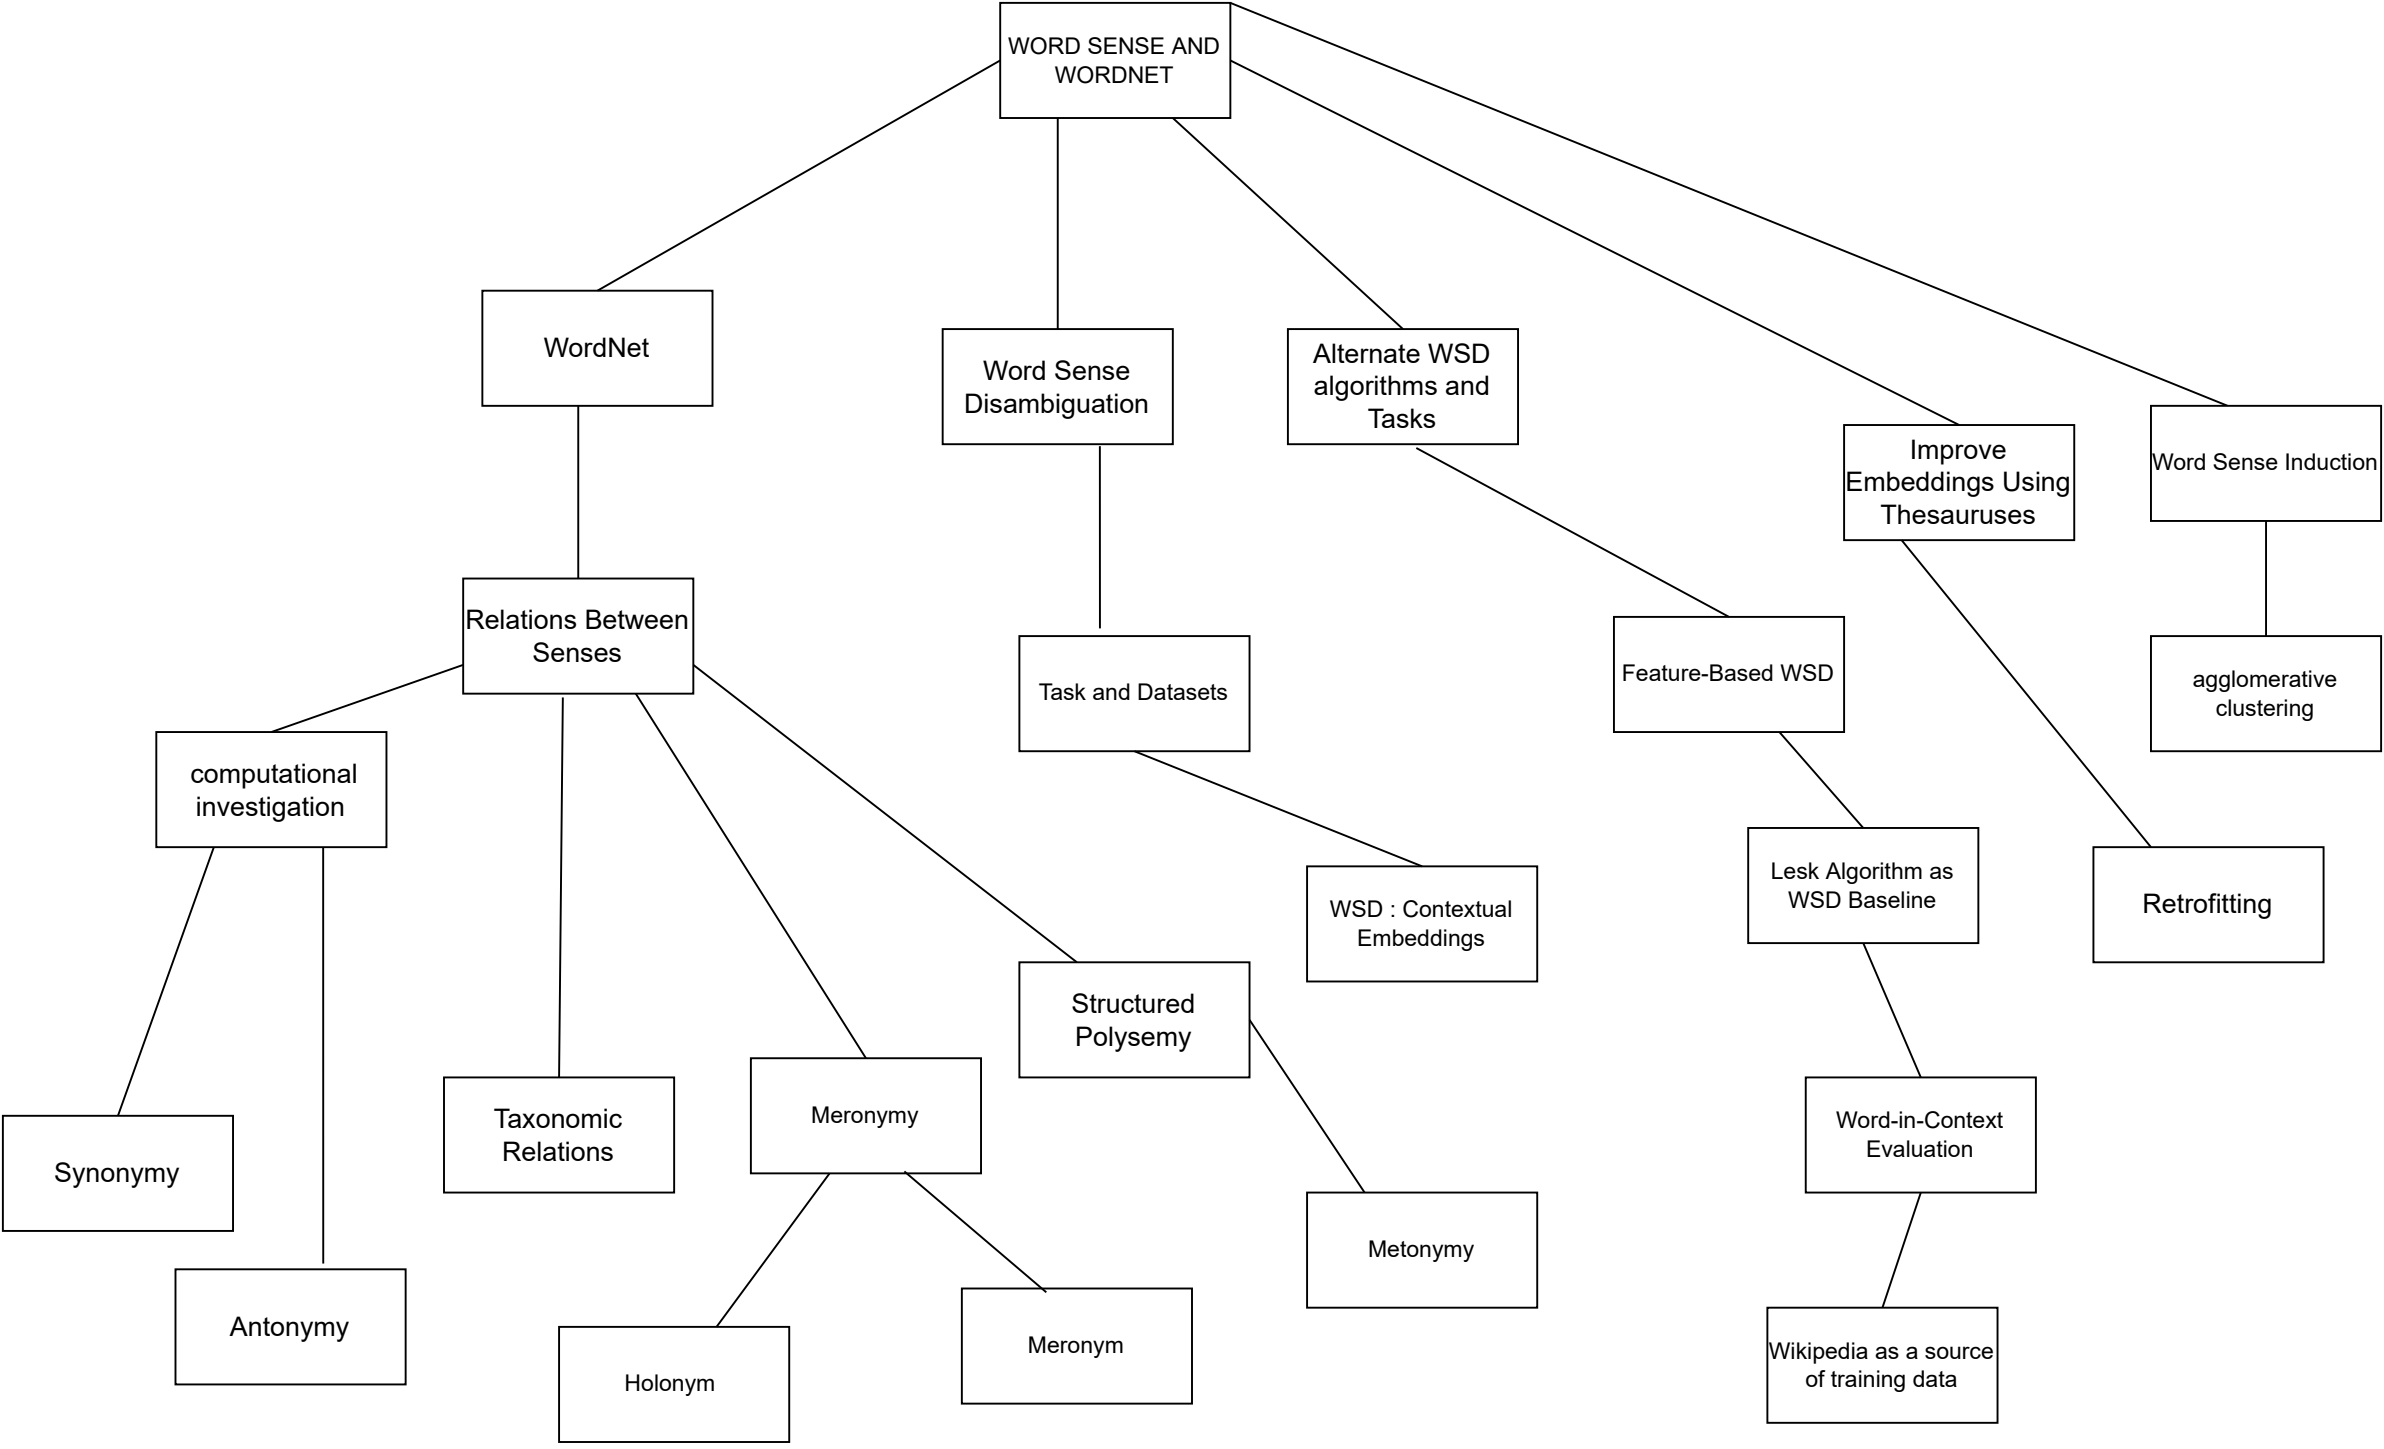 WORD SENSE AND
WORDNET
WordNet
Word Sense
Disambiguation
Alternate WSD
algorithms and
Tasks
Improve
Embeddings Using
Thesauruses
Word Sense Induction
Relations Between
Senses
Task and Datasets
Feature-Based WSD
agglomerative
clustering
computational
investigation
WSD : Contextual
Embeddings
Lesk Algorithm as
WSD Baseline
Retrofitting
Structured
Polysemy
Synonymy
Taxonomic
Relations
Meronymy
Word-in-Context
Evaluation
Metonymy
Antonymy
Holonym
Meronym
Wikipedia as a source
of training data